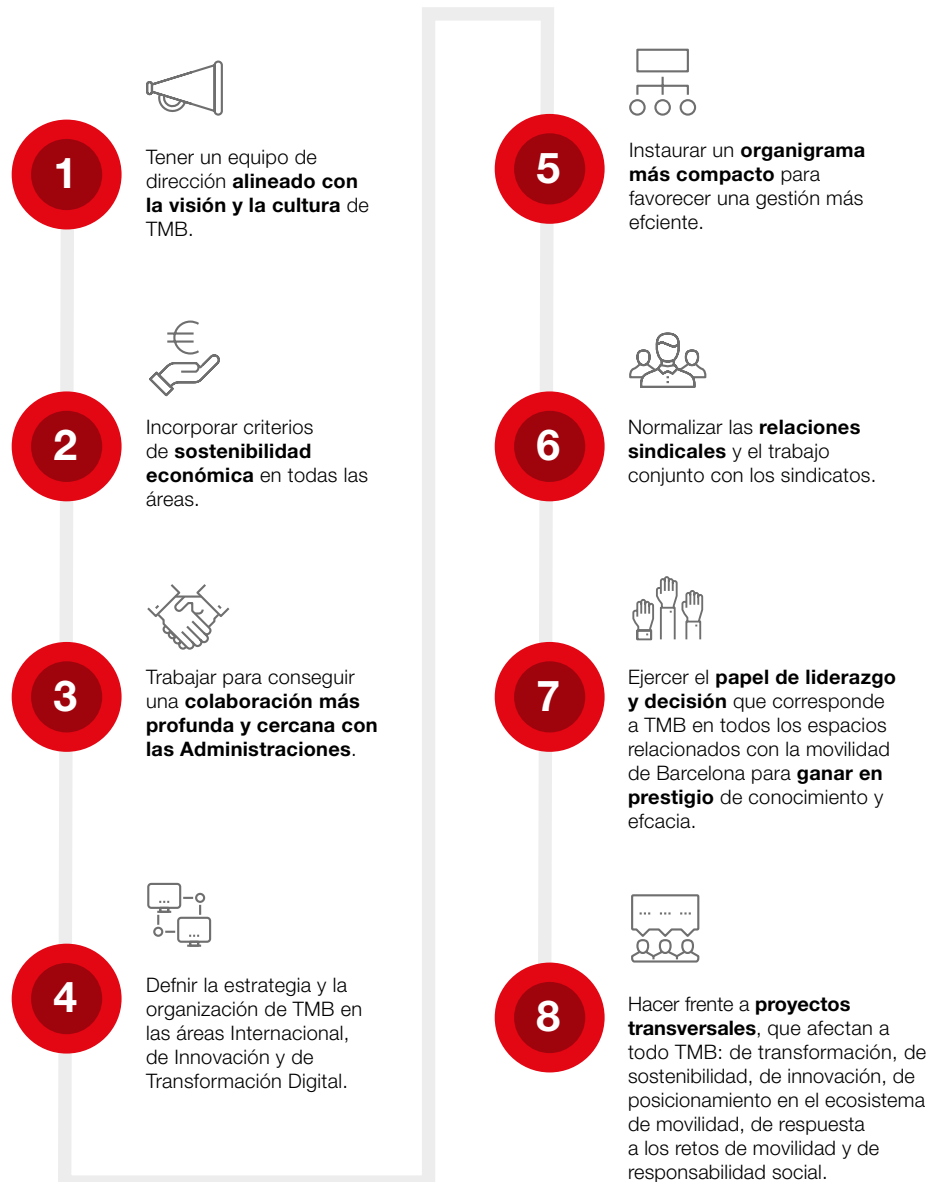 1
Tener un equipo de
dirección alineado con
la visión y la cultura de
TMB.
2
Incorporar criterios
de sostenibilidad
económica en todas las
áreas.
3
Trabajar para conseguir
una colaboración más
profunda y cercana con
las Administraciones.
4
Defnir la estrategia y la
organización de TMB en
las áreas Internacional,
de Innovación y de
Transformación Digital.
5
Instaurar un organigrama
más compacto para
favorecer una gestión más
efciente.
6
Normalizar las relaciones
sindicales y el trabajo
conjunto con los sindicatos.
7
Ejercer el papel de liderazgo
y decisión que corresponde
a TMB en todos los espacios
relacionados con la movilidad
de Barcelona para ganar en
prestigio de conocimiento y
efcacia.
8
Hacer frente a proyectos
transversales, que afectan a
todo TMB: de transformación, de
sostenibilidad, de innovación, de
posicionamiento en el ecosistema
de movilidad, de respuesta
a los retos de movilidad y de
responsabilidad social.